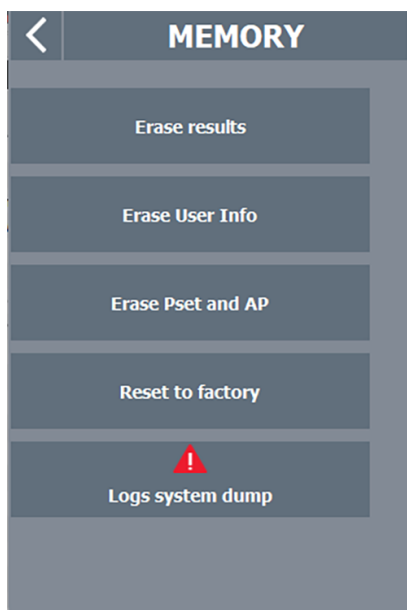 MEMORY
Erase results
Erase User Info
Erase Pset and AP
Reset to factory
Logs system dump